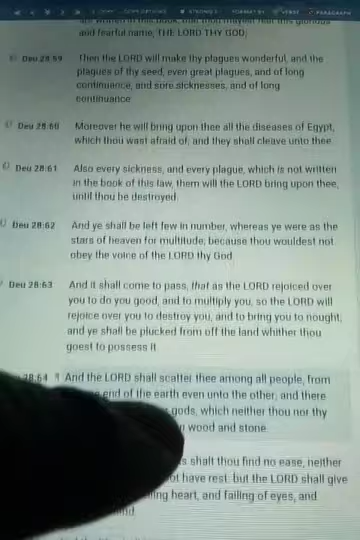 STRONG'S FORMAT BY VERSE PARAGRAPH
and fearful name, THE LORD THY GOD;
Deu 28:59 Then the LORD will make thy plagues wonderful, and the
plagues of thy seed, even great plagues, and of long
continuance, and sore sicknesses, and of long
continuance.
Deu 28:60 Moreover he will bring upon thee all the diseases of Egypt,
which thou wast afraid of; and they shall cleave unto thee.
Deu 28:61 Also every sickness, and every plague, which is not written
in the book of this law, them will the LORD bring upon thee,
until thou be destroyed.
Deu 28:62 And ye shall be left few in number, whereas ye were as the
stars of heaven for multitude; because thou wouldest not
obey the voice of the LORD thy God.
Deu 28:63 And it shall come to pass, that as the LORD rejoiced over
you to do you good, and to multiply you; so the LORD will
rejoice over you to destroy you, and to bring you to nought;
and ye shall be plucked from off the land whither thou
goest to possess it.
28:64 ¶ And the LORD shall scatter thee among all people, from
end of the earth even unto the other; and there
gods, which neither thou nor thy
wood and stone.
shalt thou find no ease, neither
have rest: but the LORD shall give
heart, and failing of eyes, and